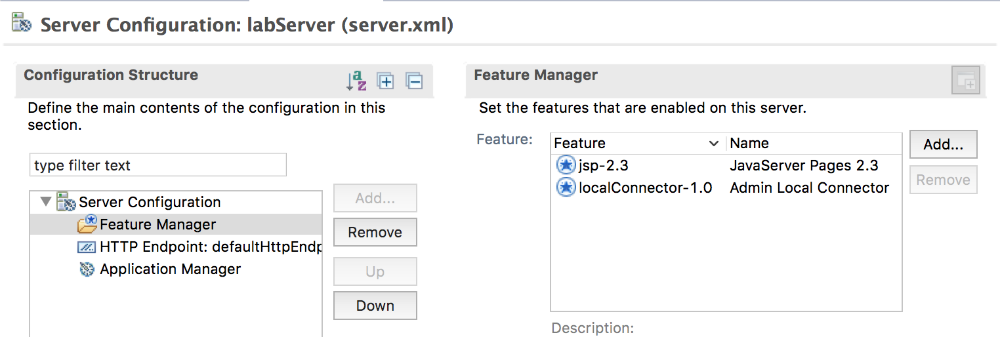 Server Configuration: labServer (server.xml)
Configuration Structure
Define the main contents of the configuration in this
section.
type filter text
Server Configuration
Feature Manager
HTTP Endpoint: defaultHttpEndp
Application Manager
Add...
Remove
Up
Down
Feature Manager
Set the features that are enabled on this server.
Feature:
Feature Name
jsp-2.3 JavaServer Pages 2.3
localConnector-1.0 Admin Local Connector
Add...
Remove
Description: